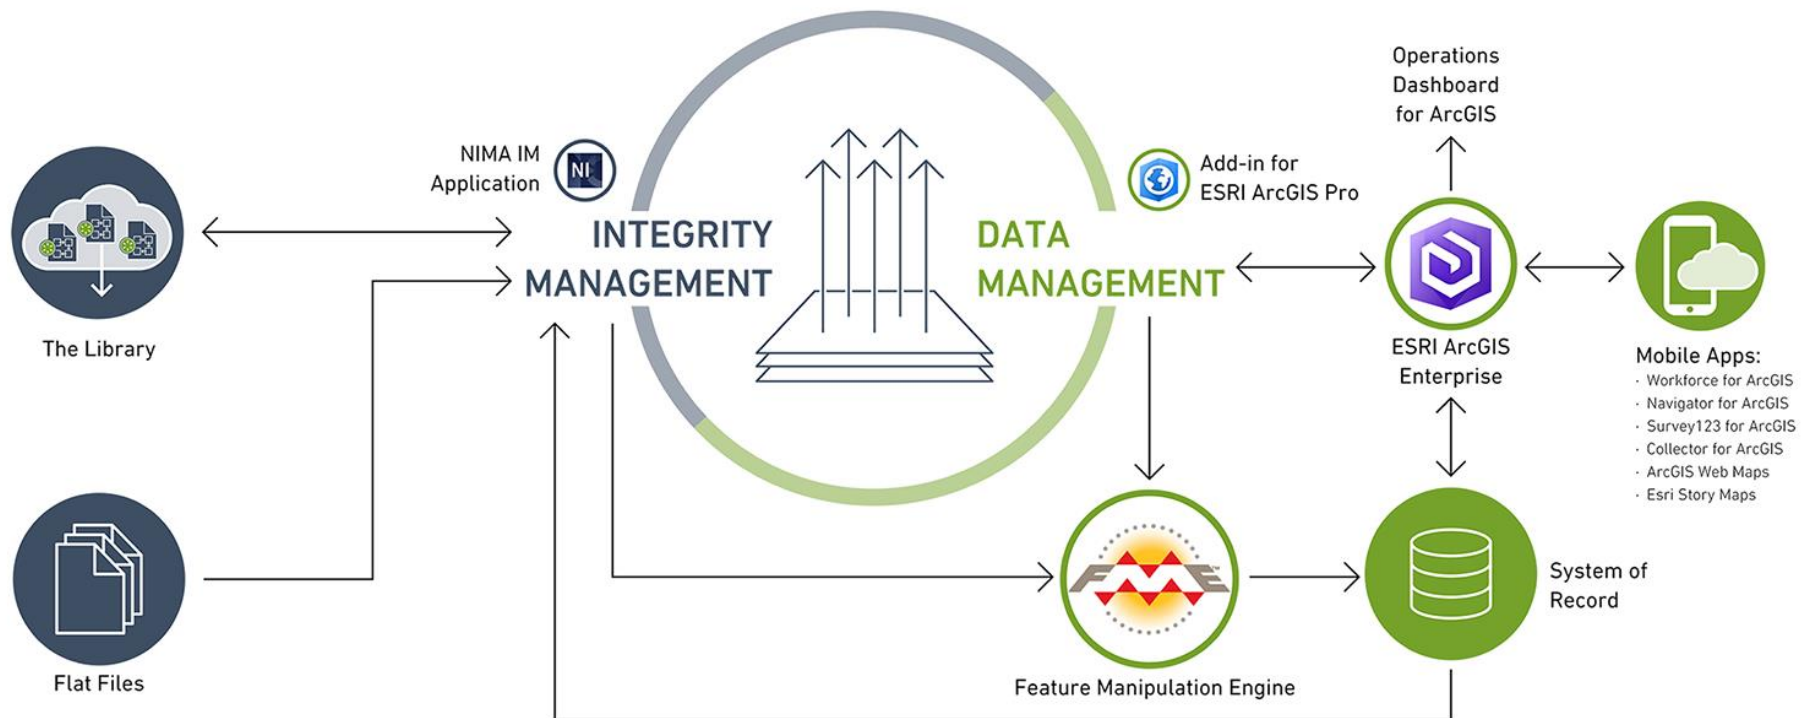 Operations
Dashboard
for ArcGIS
NIMA IM
Application
NI
Add-in for
ESRI ArcGIS Pro
INTEGRITY
MANAGEMENT
DATA
MANAGEMENT
The Library
ESRI ArcGIS
Enterprise
Mobile Apps:
· Workforce for ArcGIS
· Navigator for ArcGIS
· Survey123 for ArcGIS
· Collector for ArcGIS
· ArcGIS Web Maps
· Esri Story Maps
FME™
System of
Record
Flat Files
Feature Manipulation Engine